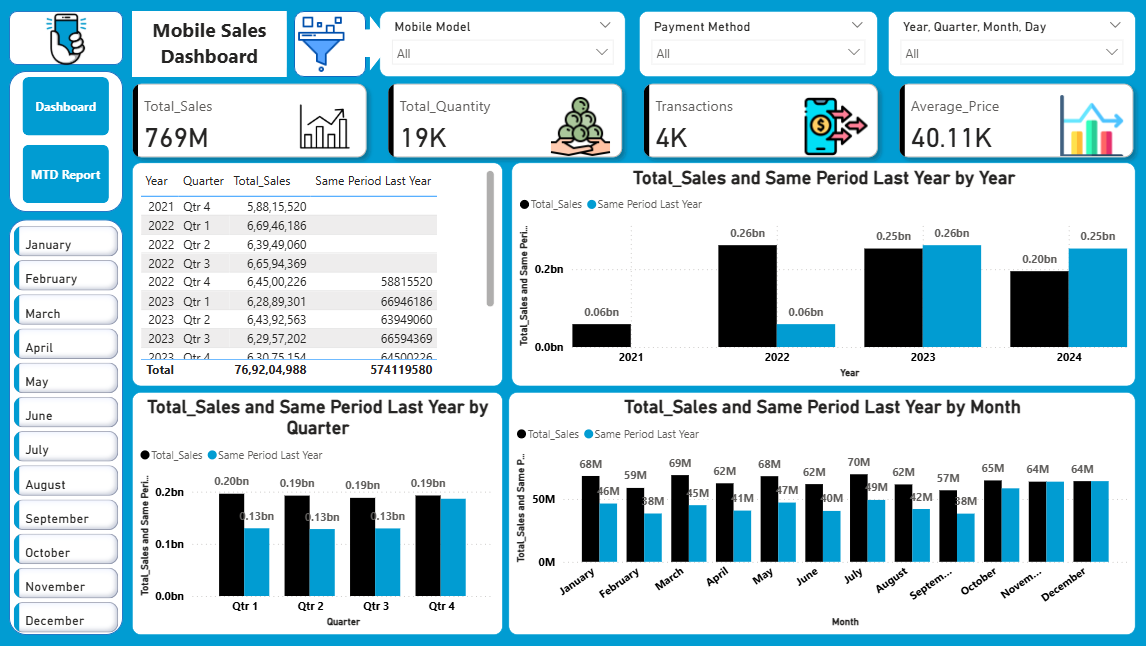 Mobile Sales
Dashboard
Mobile Model
All
Payment Method
All
Year, Quarter, Month, Day
All
Dashboard
MTD Report
January
February
March
April
May
June
July
August
September
October
November
December
Total_Sales
769M
Total_Quantity
19K
Transactions
4K
Average_Price
40.11K
Year Quarter Total_Sales Same Period Last Year
2021 Qtr 4 5,88,15,520
2022 Qtr 1 6,69,46,186
2022 Qtr 2 6,39,49,060
2022 Qtr 3 6,65,94,369
2022 Qtr 4 6,45,00,226 58815520
2023 Qtr 1 6,28,89,301 66946186
2023 Qtr 2 6,43,92,563 63949060
2023 Qtr 3 6,29,57,202 66594369
2023 Qtr 4 6,30,75,154 64500226
Total 76,92,04,988 574119580
Total_Sales and Same Period Last Year by Year
Total_Sales Same Period Last Year
Total_Sales and Same Peri...
0.2bn
0.0bn
0.06bn
0.26bn
0.06bn
0.25bn
0.26bn
0.20bn
0.25bn
2021 2022 2023 2024
Year
Total_Sales and Same Period Last Year by
Quarter
Total_Sales Same Period Last Year
Total_Sales and Same Peri...
0.2bn
0.1bn
0.0bn
0.20bn
0.13bn
0.19bn
0.13bn
0.19bn
0.13bn
0.19bn
Qtr 1 Qtr 2 Qtr 3 Qtr 4
Quarter
Total_Sales and Same Period Last Year by Month
Total_Sales Same Period Last Year
Total_Sales and Same P...
50M
0M
68M
46M
59M
38M
69M
45M
62M
41M
68M
47M
62M
40M
70M
49M
62M
42M
57M
38M
65M
64M
64M
January February March April May June July August Septem... October Novem... December
Month